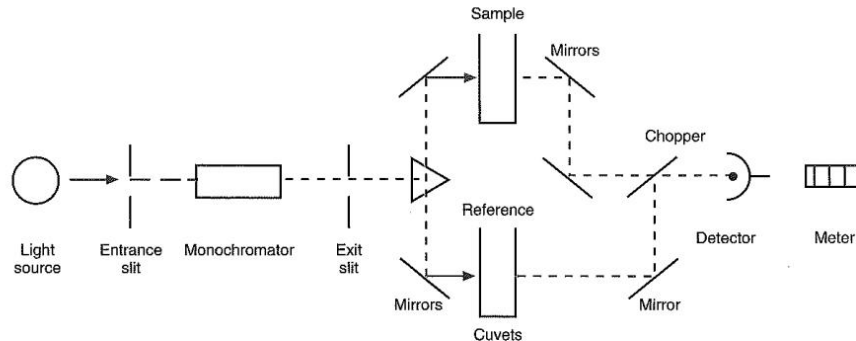 Sample
Mirrors
Chopper
Light
source
Entrance
slit
Monochromator
Exit
slit
Reference
Mirrors
Cuvets
Mirror
Detector
Meter